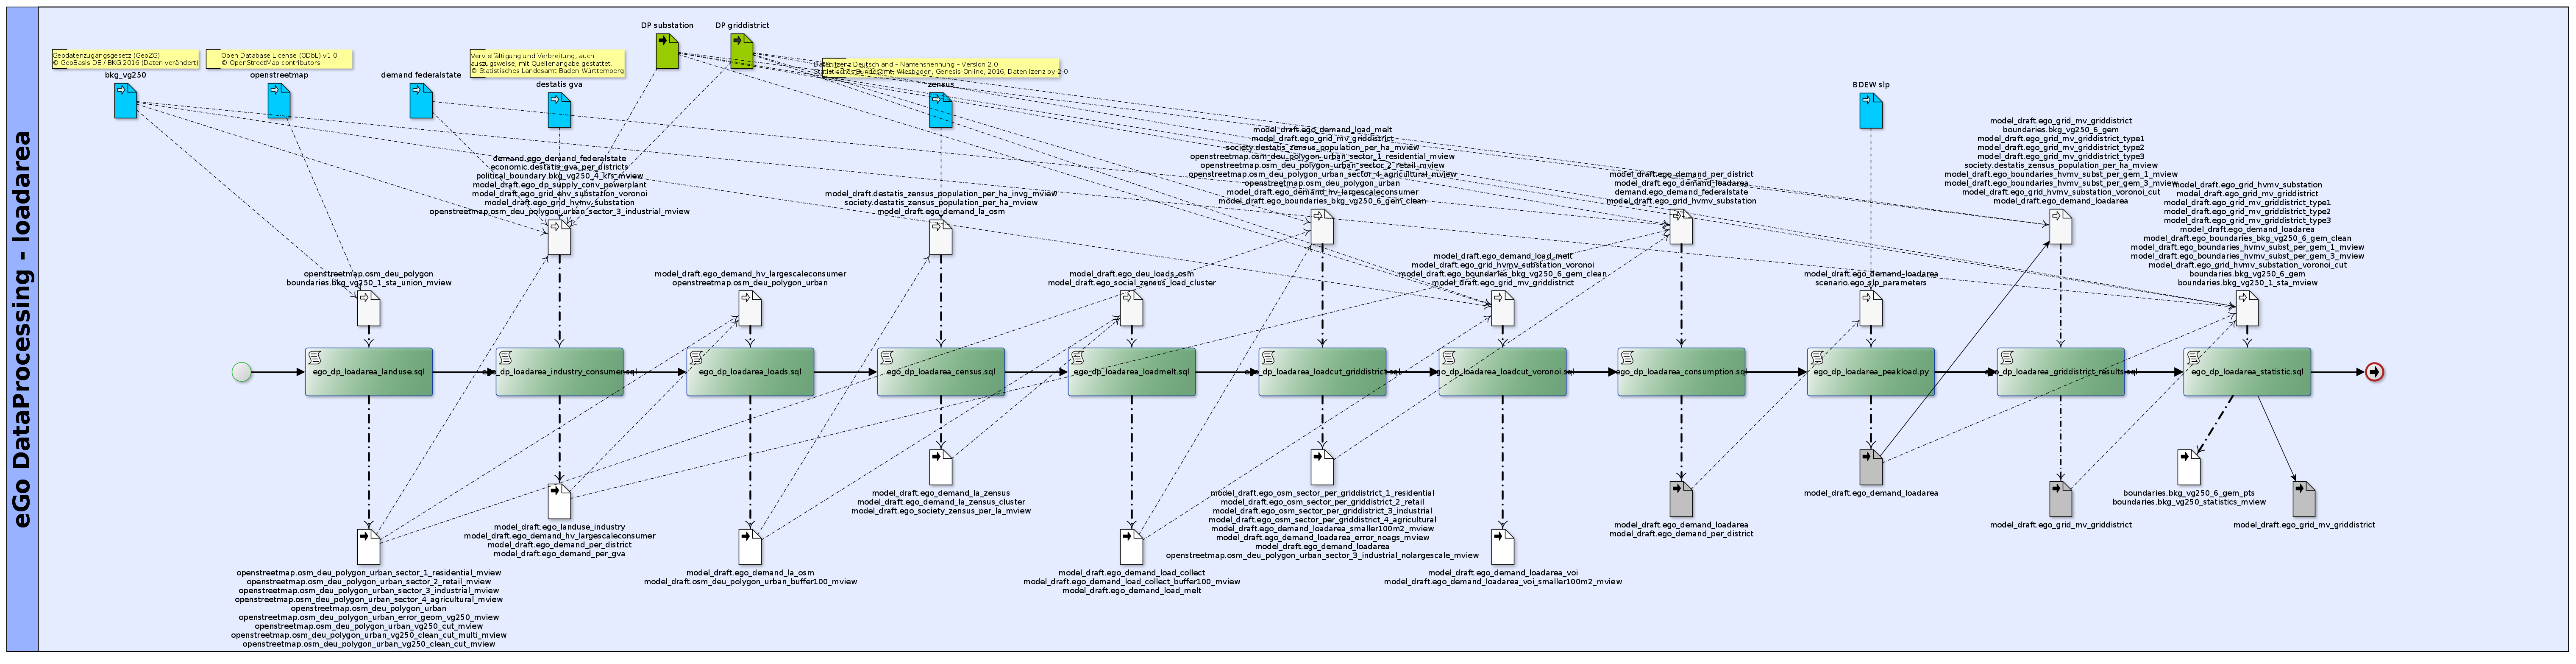 eGo DataProcessing - loadarea
DP substation
DP griddistrict
Geodatenzugangsgesetz (GeoZG)
© GeoBasis-DE / BKG 2016 (Daten verändert)
Open Database License (ODbL) v1.0
© OpenStreetMap contributors
Vervielfältigung und Verbreitung, auch
auszugsweise, mit Quellenangabe gestattet.
© Statistisches Landesamt Baden-Württemberg
Datenlizenz Deutschland – Namensnennung – Version 2.0
Statistisches Bundesamt, Wiesbaden, Genesis-Online, 2016; Datenlizenz by-2-0
bkg_vg250
openstreetmap
demand federalstate
destatis gva
zensus
BDEW slp
openstreetmap.osm_deu_polygon
boundaries.bkg_vg250_1_sta_union_mview
demand.ego_demand_federalstate
economic.destatis_gva_per_districts
political_boundary.bkg_vg250_4_krs_mview
model_draft.ego_dp_supply_conv_powerplant
model_draft.ego_grid_ehv_substation_voronoi
model_draft.ego_grid_hvmv_substation
openstreetmap.osm_deu_polygon_urban_sector_3_industrial_mview
model_draft.ego_demand_hv_largescaleconsumer
openstreetmap.osm_deu_polygon_urban
model_draft.destatis_zensus_population_per_ha_invg_mview
society.destatis_zensus_population_per_ha_mview
model_draft.ego_demand_la_osm
model_draft.ego_deu_loads_osm
model_draft.ego_social_zensus_load_cluster
model_draft.ego_demand_load_melt
model_draft.ego_grid_mv_griddistrict
society.destatis_zensus_population_per_ha_mview
openstreetmap.osm_deu_polygon_urban_sector_1_residential_mview
openstreetmap.osm_deu_polygon_urban_sector_2_retail_mview
openstreetmap.osm_deu_polygon_urban_sector_4_agricultural_mview
openstreetmap.osm_deu_polygon_urban
model_draft.ego_demand_hv_largescaleconsumer
model_draft.ego_boundaries_bkg_vg250_6_gem_clean
model_draft.ego_demand_load_melt
model_draft.ego_grid_hvmv_substation_voronoi
model_draft.ego_boundaries_bkg_vg250_6_gem_clean
model_draft.ego_grid_mv_griddistrict
model_draft.ego_demand_per_district
model_draft.ego_demand_loadarea
demand.ego_demand_federalstate
model_draft.ego_grid_hvmv_substation
model_draft.ego_demand_loadarea
scenario.ego_slp_parameters
model_draft.ego_grid_mv_griddistrict
boundaries.bkg_vg250_6_gem
model_draft.ego_grid_mv_griddistrict_type1
model_draft.ego_grid_mv_griddistrict_type2
model_draft.ego_grid_mv_griddistrict_type3
society.destatis_zensus_population_per_ha_mview
model_draft.ego_boundaries_hvmv_subst_per_gem_1_mview
model_draft.ego_boundaries_hvmv_subst_per_gem_3_mview
model_draft.ego_grid_hvmv_substation_voronoi_cut
model_draft.ego_demand_loadarea
model_draft.ego_grid_hvmv_substation
model_draft.ego_grid_mv_griddistrict
model_draft.ego_grid_mv_griddistrict_type1
model_draft.ego_grid_mv_griddistrict_type2
model_draft.ego_grid_mv_griddistrict_type3
model_draft.ego_demand_loadarea
model_draft.ego_boundaries_bkg_vg250_6_gem_clean
model_draft.ego_boundaries_hvmv_subst_per_gem_1_mview
model_draft.ego_boundaries_hvmv_subst_per_gem_3_mview
model_draft.ego_grid_hvmv_substation_voronoi_cut
boundaries.bkg_vg250_6_gem
boundaries.bkg_vg250_1_sta_mview
ego_dp_loadarea_landuse.sql
ego_dp_loadarea_industry_consumer.sql
ego_dp_loadarea_loads.sql
ego_dp_loadarea_census.sql
ego_dp_loadarea_loadmelt.sql
ego_dp_loadarea_loadcut_griddistrict.sql
ego_dp_loadarea_loadcut_voronoi.sql
ego_dp_loadarea_consumption.sql
ego_dp_loadarea_peakload.py
ego_dp_loadarea_griddistrict_results.sql
ego_dp_loadarea_statistic.sql
openstreetmap.osm_deu_polygon_urban_sector_1_residential_mview
openstreetmap.osm_deu_polygon_urban_sector_2_retail_mview
openstreetmap.osm_deu_polygon_urban_sector_3_industrial_mview
openstreetmap.osm_deu_polygon_urban_sector_4_agricultural_mview
openstreetmap.osm_deu_polygon_urban
openstreetmap.osm_deu_polygon_urban_error_geom_vg250_mview
openstreetmap.osm_deu_polygon_urban_vg250_cut_mview
openstreetmap.osm_deu_polygon_urban_vg250_clean_cut_multi_mview
openstreetmap.osm_deu_polygon_urban_vg250_clean_cut_mview
model_draft.ego_landuse_industry
model_draft.ego_demand_hv_largescaleconsumer
model_draft.ego_demand_per_district
model_draft.ego_demand_per_gva
model_draft.ego_demand_la_osm
model_draft.osm_deu_polygon_urban_buffer100_mview
model_draft.ego_demand_la_zensus
model_draft.ego_demand_la_zensus_cluster
model_draft.ego_society_zensus_per_la_mview
model_draft.ego_demand_load_collect
model_draft.ego_demand_load_collect_buffer100_mview
model_draft.ego_demand_load_melt
model_draft.ego_osm_sector_per_griddistrict_1_residential
model_draft.ego_osm_sector_per_griddistrict_2_retail
model_draft.ego_osm_sector_per_griddistrict_3_industrial
model_draft.ego_osm_sector_per_griddistrict_4_agricultural
model_draft.ego_demand_loadarea_smaller100m2_mview
model_draft.ego_demand_loadarea_error_noags_mview
model_draft.ego_demand_loadarea
openstreetmap.osm_deu_polygon_urban_sector_3_industrial_nolargescale_mview
model_draft.ego_demand_loadarea_voi
model_draft.ego_demand_loadarea_voi_smaller100m2_mview
model_draft.ego_demand_loadarea
model_draft.ego_demand_per_district
model_draft.ego_demand_loadarea
model_draft.ego_grid_mv_griddistrict
boundaries.bkg_vg250_6_gem_pts
boundaries.bkg_vg250_statistics_mview
model_draft.ego_grid_mv_griddistrict